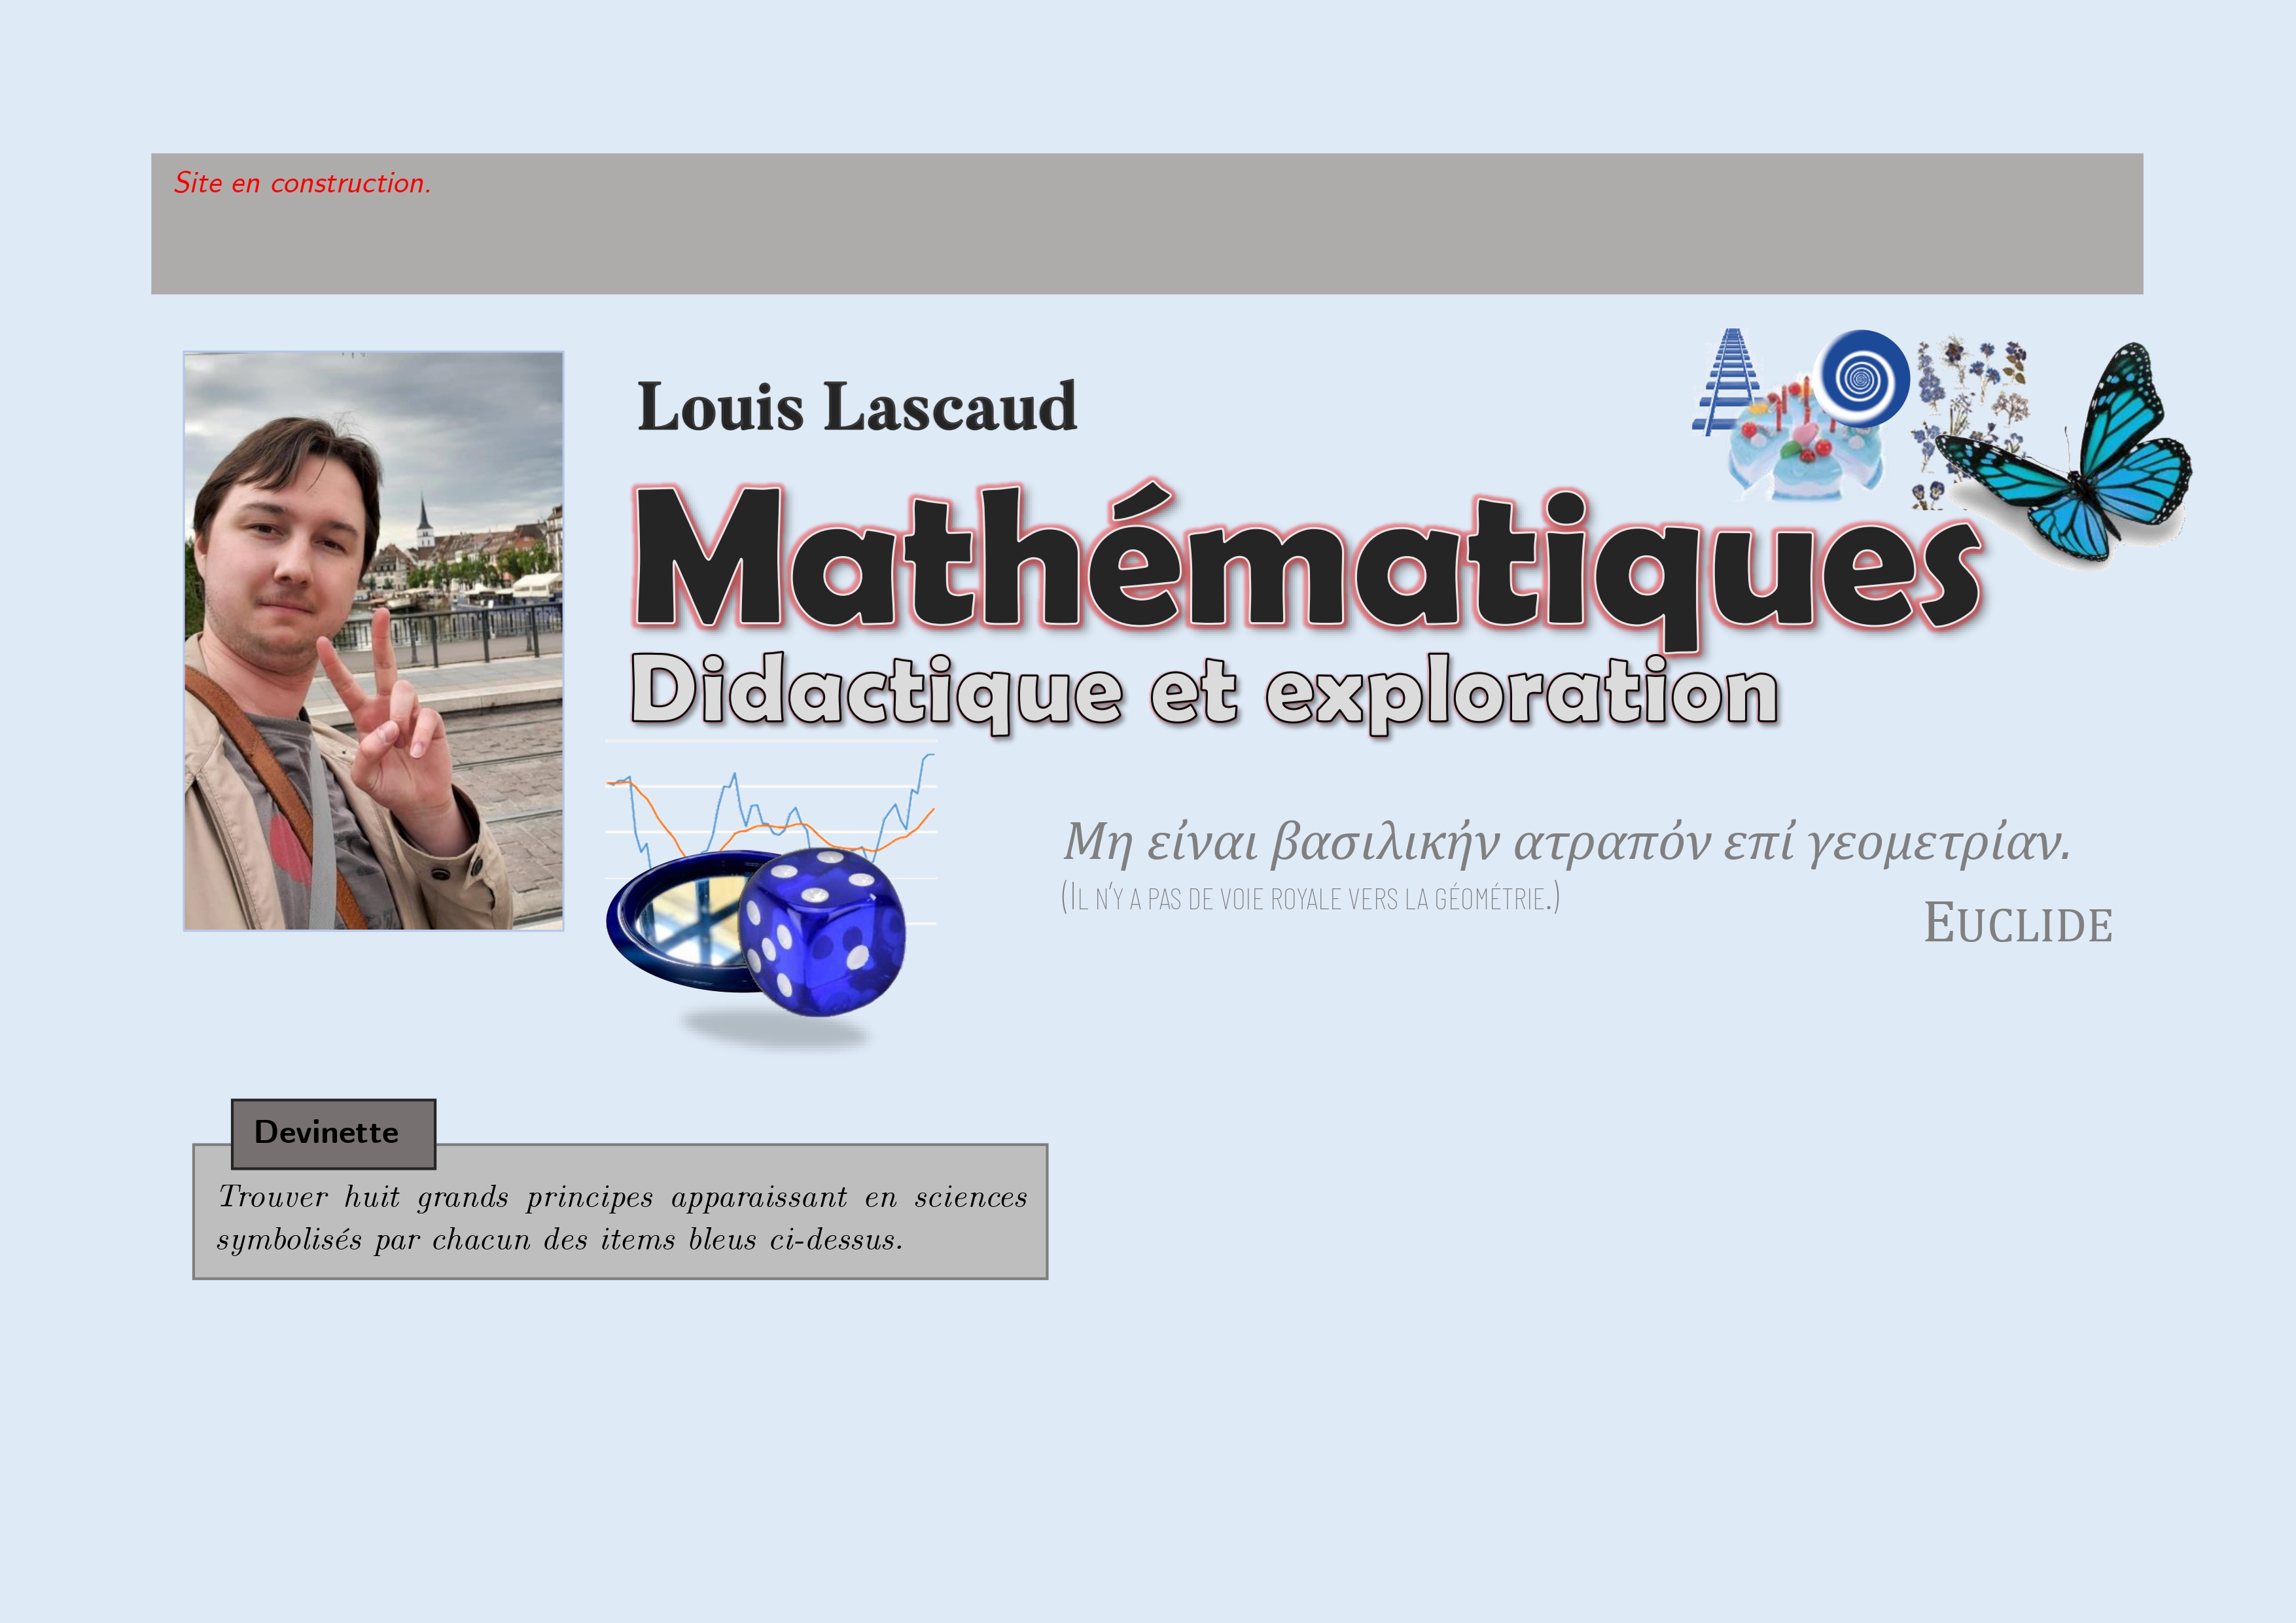 Site en construction.
Louis Lascaud
Mathématiques
Didactique et exploration
Μη είναι βασιλικήν ατραπόν επί γεομετρίαν.
(Il n'y a pas de voie royale vers la géométrie.)
Euclide
Devinette
Trouver huit grands principes apparaissant en sciences
symbolisés par chacun des items bleus ci-dessus.